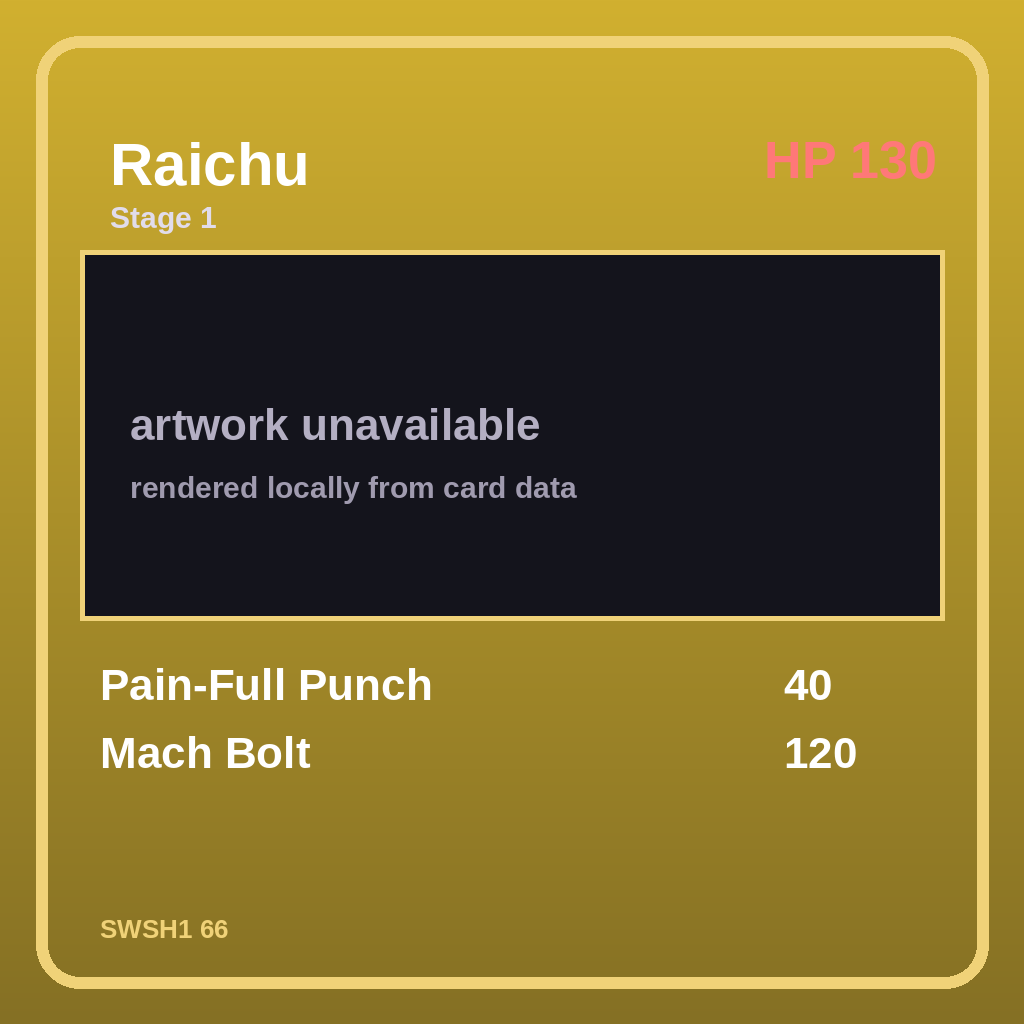 Raichu
HP 130
Stage 1
artwork unavailable
rendered locally from card data
Pain-Full Punch 40
Mach Bolt 120
SWSH1 66